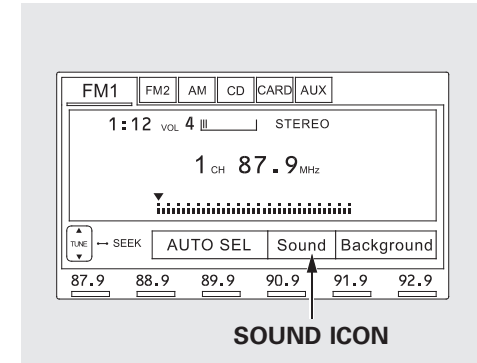 FM1 FM2 AM CD CARD AUX
1:12 VOL 4 STEREO
1 CH 87.9 MHz
TUNE ↔ SEEK AUTO SEL Sound Background
87.9 88.9 89.9 90.9 91.9 92.9
SOUND ICON